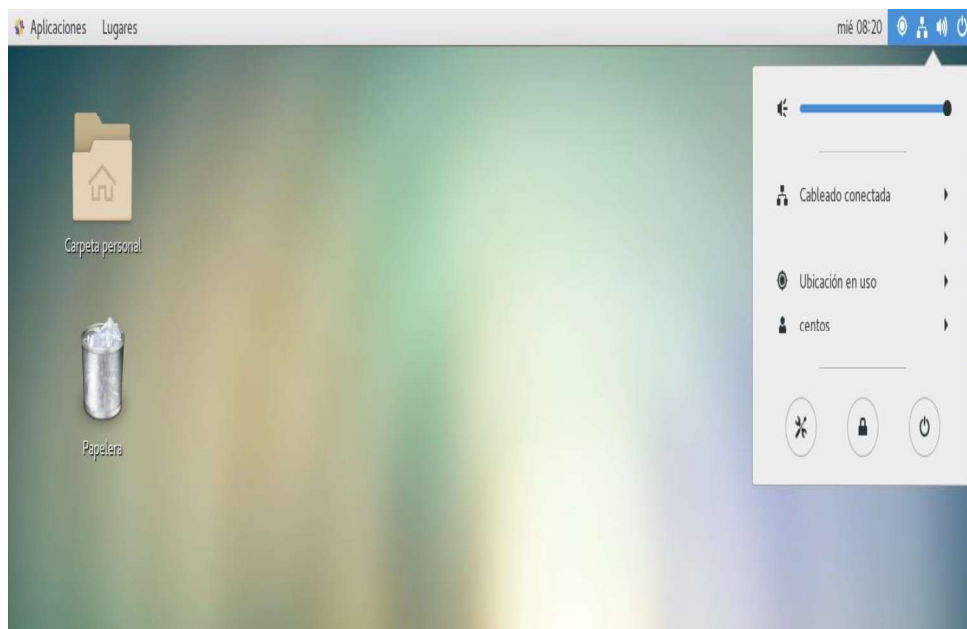 Aplicaciones Lugares mié 08:20
Carpeta personal
Papelera
Cableado conectada
Ubicación en uso
centos